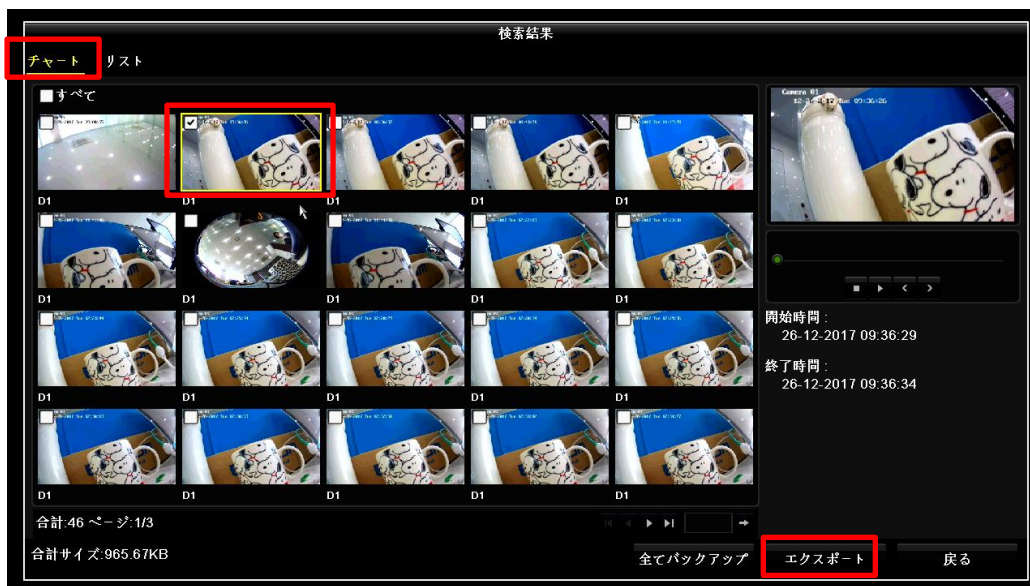 検索結果
チャート リスト
すべて
D1 D1 D1 D1 D1
D1 D1 D1 D1 D1
D1 D1 D1 D1 D1
D1 D1 D1 D1 D1
Camera 01
Tue 09:36:26
開始時間 :
26-12-2017 09:36:29
終了時間 :
26-12-2017 09:36:34
合計:46 ページ:1/3
合計サイズ:965.67KB
全てバックアップ エクスポート 戻る